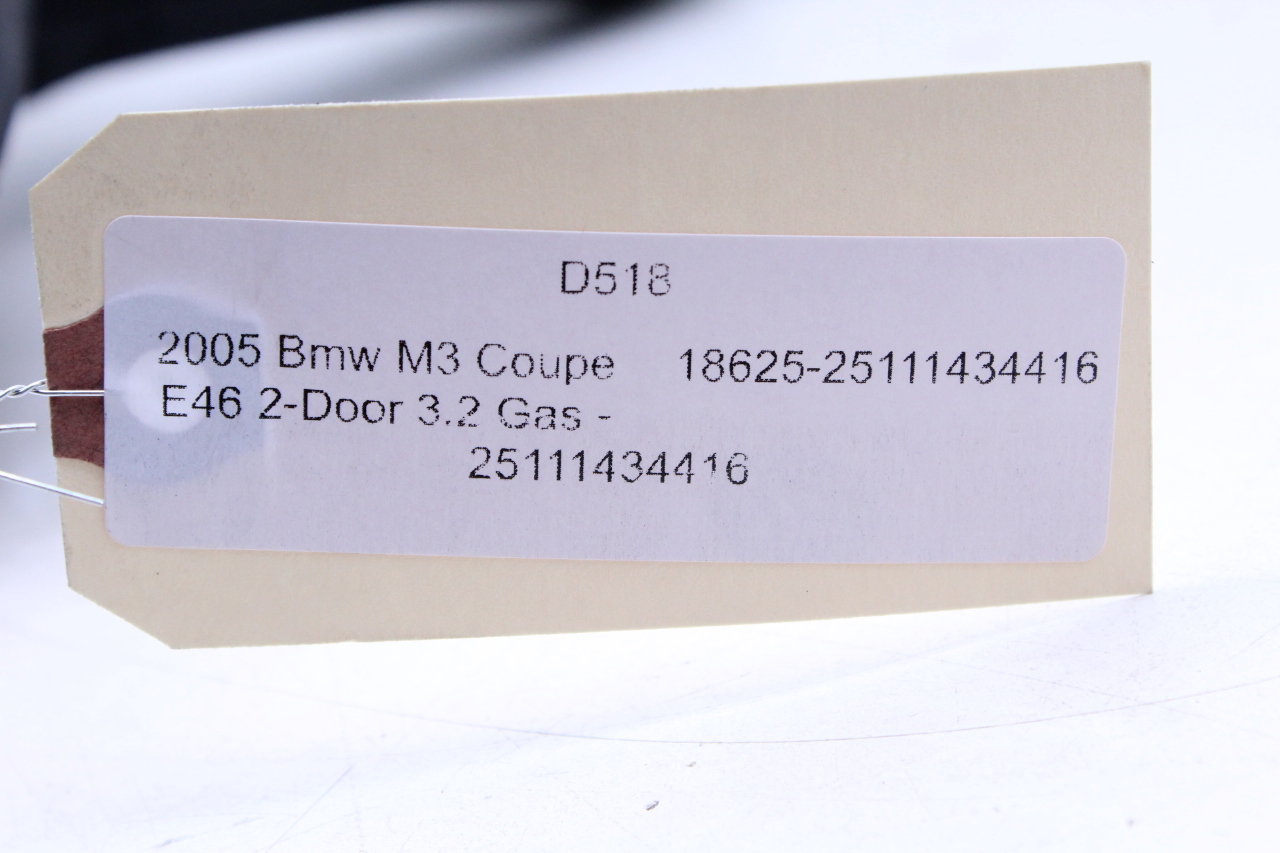 D518
2005 Bmw M3 Coupe 18625-25111434416
E46 2-Door 3.2 Gas -
25111434416